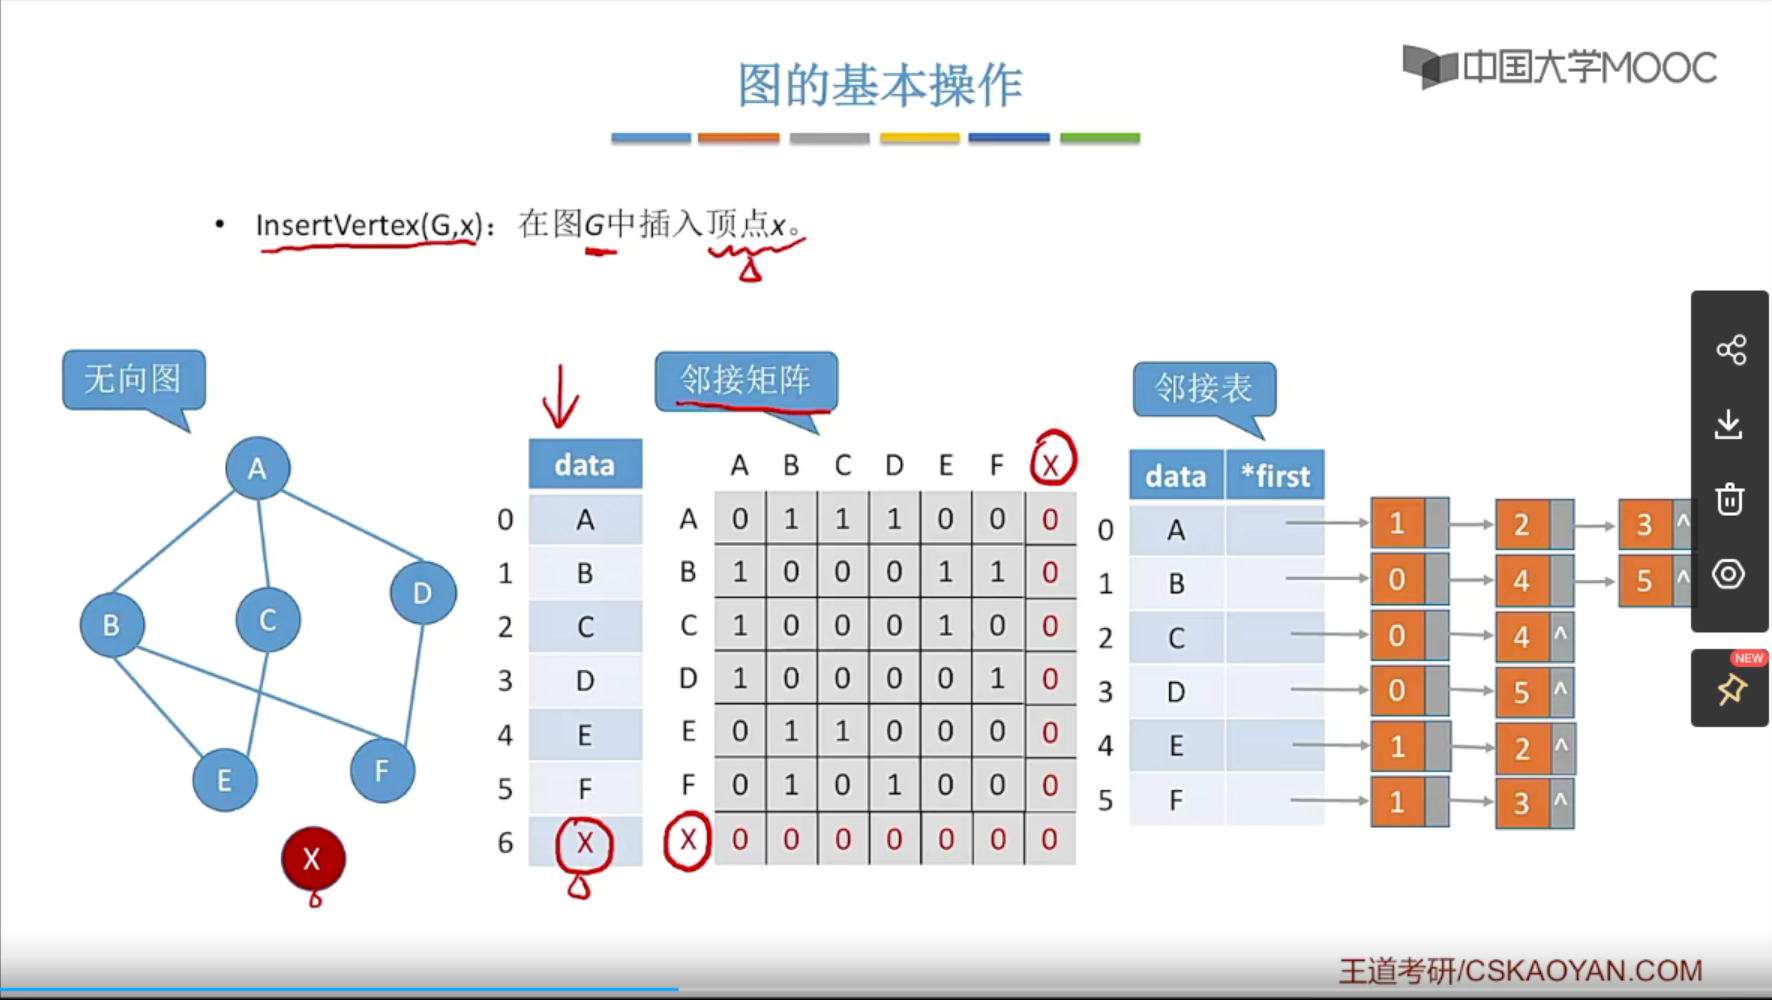 中国大学MOOC
图的基本操作
• InsertVertex(G,x)：在图G中插入顶点x。
无向图
邻接矩阵
邻接表
A
B
C
D
E
F
X
data
0 A
1 B
2 C
3 D
4 E
5 F
6 X
A B C D E F X
A 0 1 1 1 0 0 0
B 1 0 0 0 1 1 0
C 1 0 0 0 1 0 0
D 1 0 0 0 0 1 0
E 0 1 1 0 0 0 0
F 0 1 0 1 0 0 0
X 0 0 0 0 0 0 0
data *first
0 A 1 2 3 ^
1 B 0 4 5 ^
2 C 0 4 ^
3 D 0 5 ^
4 E 1 2 ^
5 F 1 3 ^
NEW
王道考研/CSKAOYAN.COM